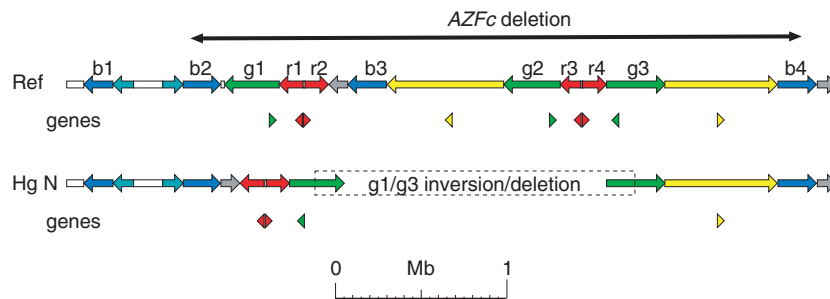 AZFc deletion
b1 b2 g1 r1 r2 b3 g2 r3 r4 g3 b4
Ref
genes
Hg N g1/g3 inversion/deletion
genes
0 Mb 1